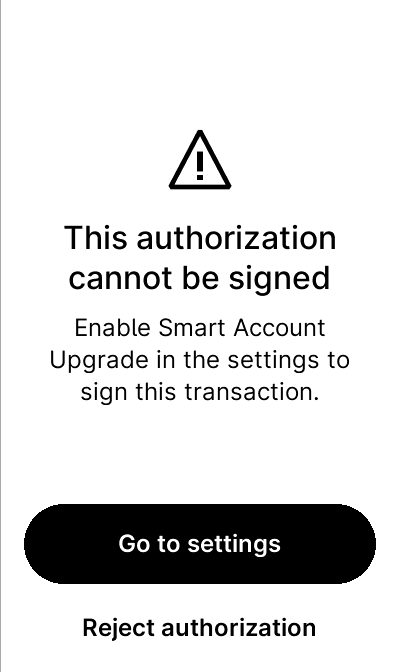 This authorization
cannot be signed
Enable Smart Account
Upgrade in the settings to
sign this transaction.
Go to settings
Reject authorization